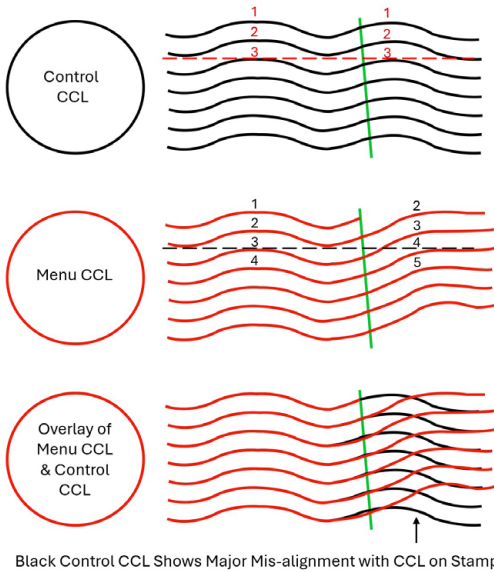 1 1
2 2
3 3
Control
CCL
1 2
2 3
3 4
4 5
Menu CCL
Overlay of
Menu CCL
& Control
CCL
Black Control CCL Shows Major Mis-alignment with CCL on Stamp